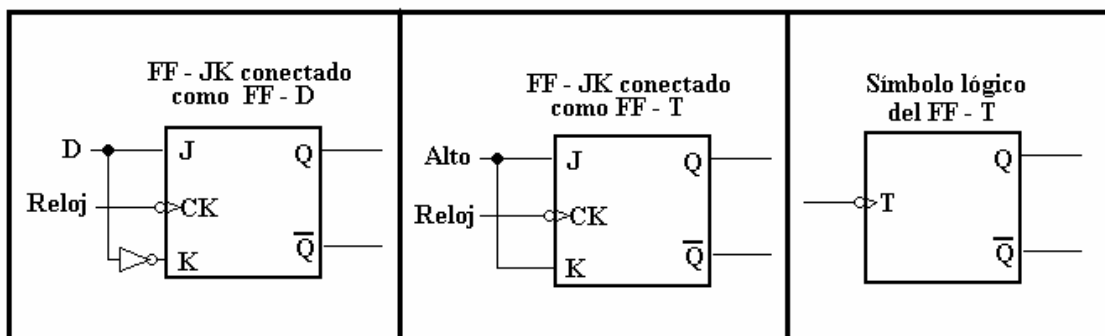 FF - JK conectado
como FF - D
D
J
Q
Reloj
CK
K
Q
FF - JK conectado
como FF - T
Alto
J
Q
Reloj
CK
K
Q
Símbolo lógico
del FF - T
Q
T
Q